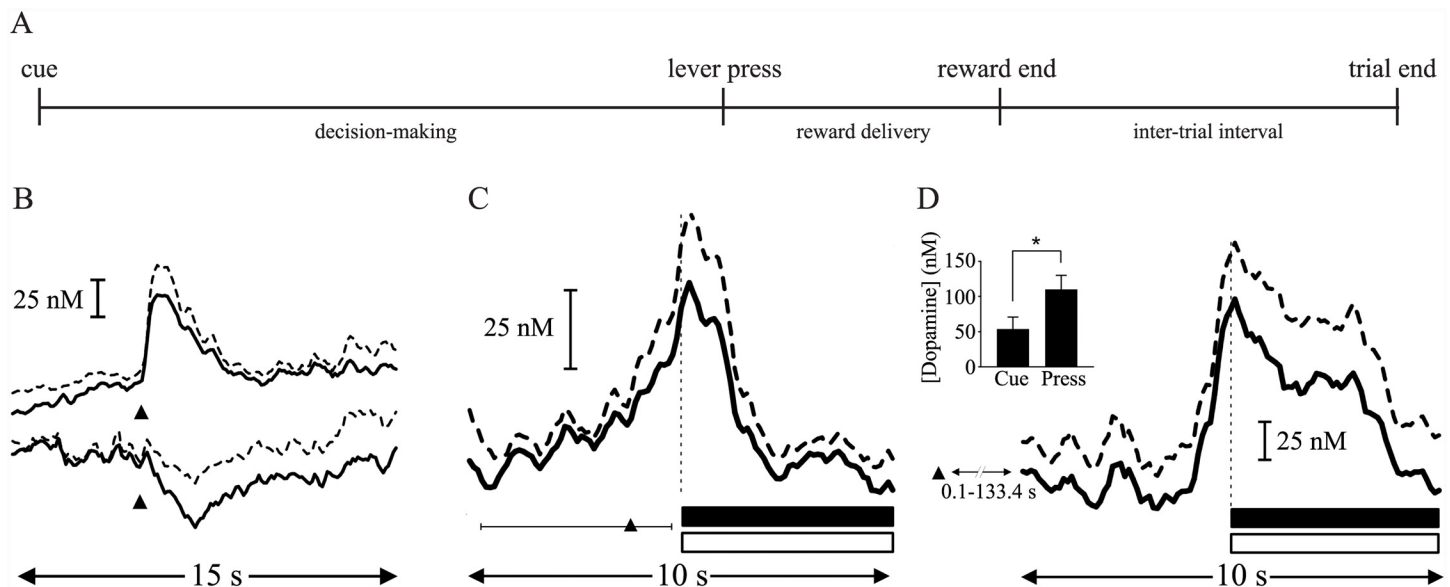 A
cue
lever press
reward end
trial end
decision-making
reward delivery
inter-trial interval
B
25 nM
15 s
C
25 nM
10 s
D
[Dopamine] (nM)
150
100
50
0
*
Cue Press
25 nM
0.1-133.4 s
10 s